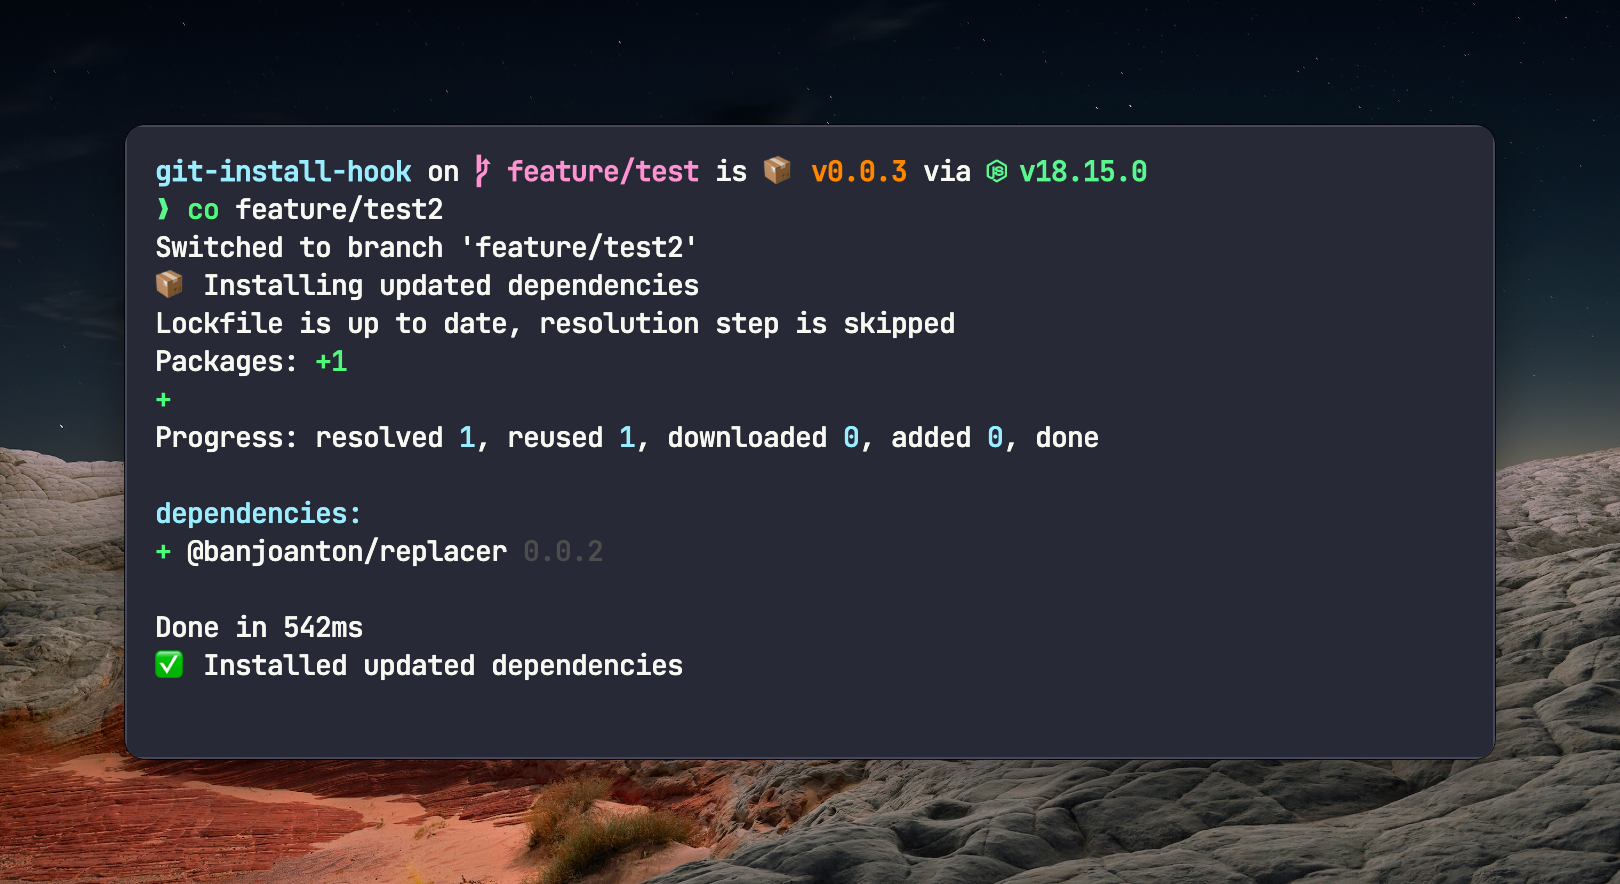 git-install-hook on feature/test is 📦 v0.0.3 via v18.15.0
❱ co feature/test2
Switched to branch 'feature/test2'
📦 Installing updated dependencies
Lockfile is up to date, resolution step is skipped
Packages: +1
+
Progress: resolved 1, reused 1, downloaded 0, added 0, done
dependencies:
+ @banjoanton/replacer 0.0.2
Done in 542ms
✅ Installed updated dependencies